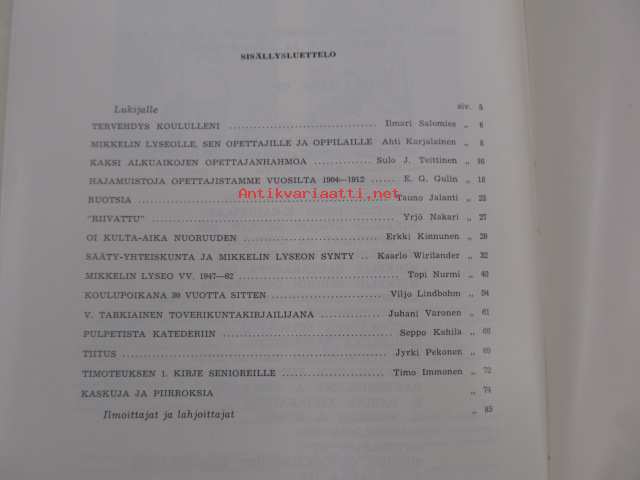 SISÄLLYSLUETTELO
Lukijalle siv. 5
TERVEHDYS KOULULLENI Ilmari Salomies „ 6
MIKKELIN LYSEOLLE, SEN OPETTAJILLE JA OPPILAILLE Ahti Karjalainen „ 8
KAKSI ALKUAIKOJEN OPETTAJANHAHMOA Sulo J. Teittinen „ 16
HAJAMUISTOJA OPETTAJISTAMME VUOSILTA 1904—1912 E. G. Gulin „ 18
Antikvariaatti.net
RUOTSIA Tauno Jalanti „ 25
"RIIVATTU" Yrjö Nakari „ 27
OI KULTA-AIKA NUORUUDEN Erkki Kinnunen „ 29
SÄÄTY-YHTEISKUNTA JA MIKKELIN LYSEON SYNTY .. Kaarlo Wirilander „ 32
MIKKELIN LYSEO VV. 1947—62 Topi Nurmi „ 40
KOULUPOIKANA 30 VUOTTA SITTEN Viljo Lindbohm „ 54
V. TARKIAINEN TOVERIKUNTAKIRJAILIJANA Juhani Varonen „ 61
PULPETISTA KATEDERIIN Seppo Kahila „ 66
TIITUS Jyrki Pekonen „ 69
TIMOTEUKSEN 1. KIRJE SENIOREILLE Timo Immonen „ 72
KASKUJA JA PIIRROKSIA „ 74
Ilmoittajat ja lahjoittajat „ 85